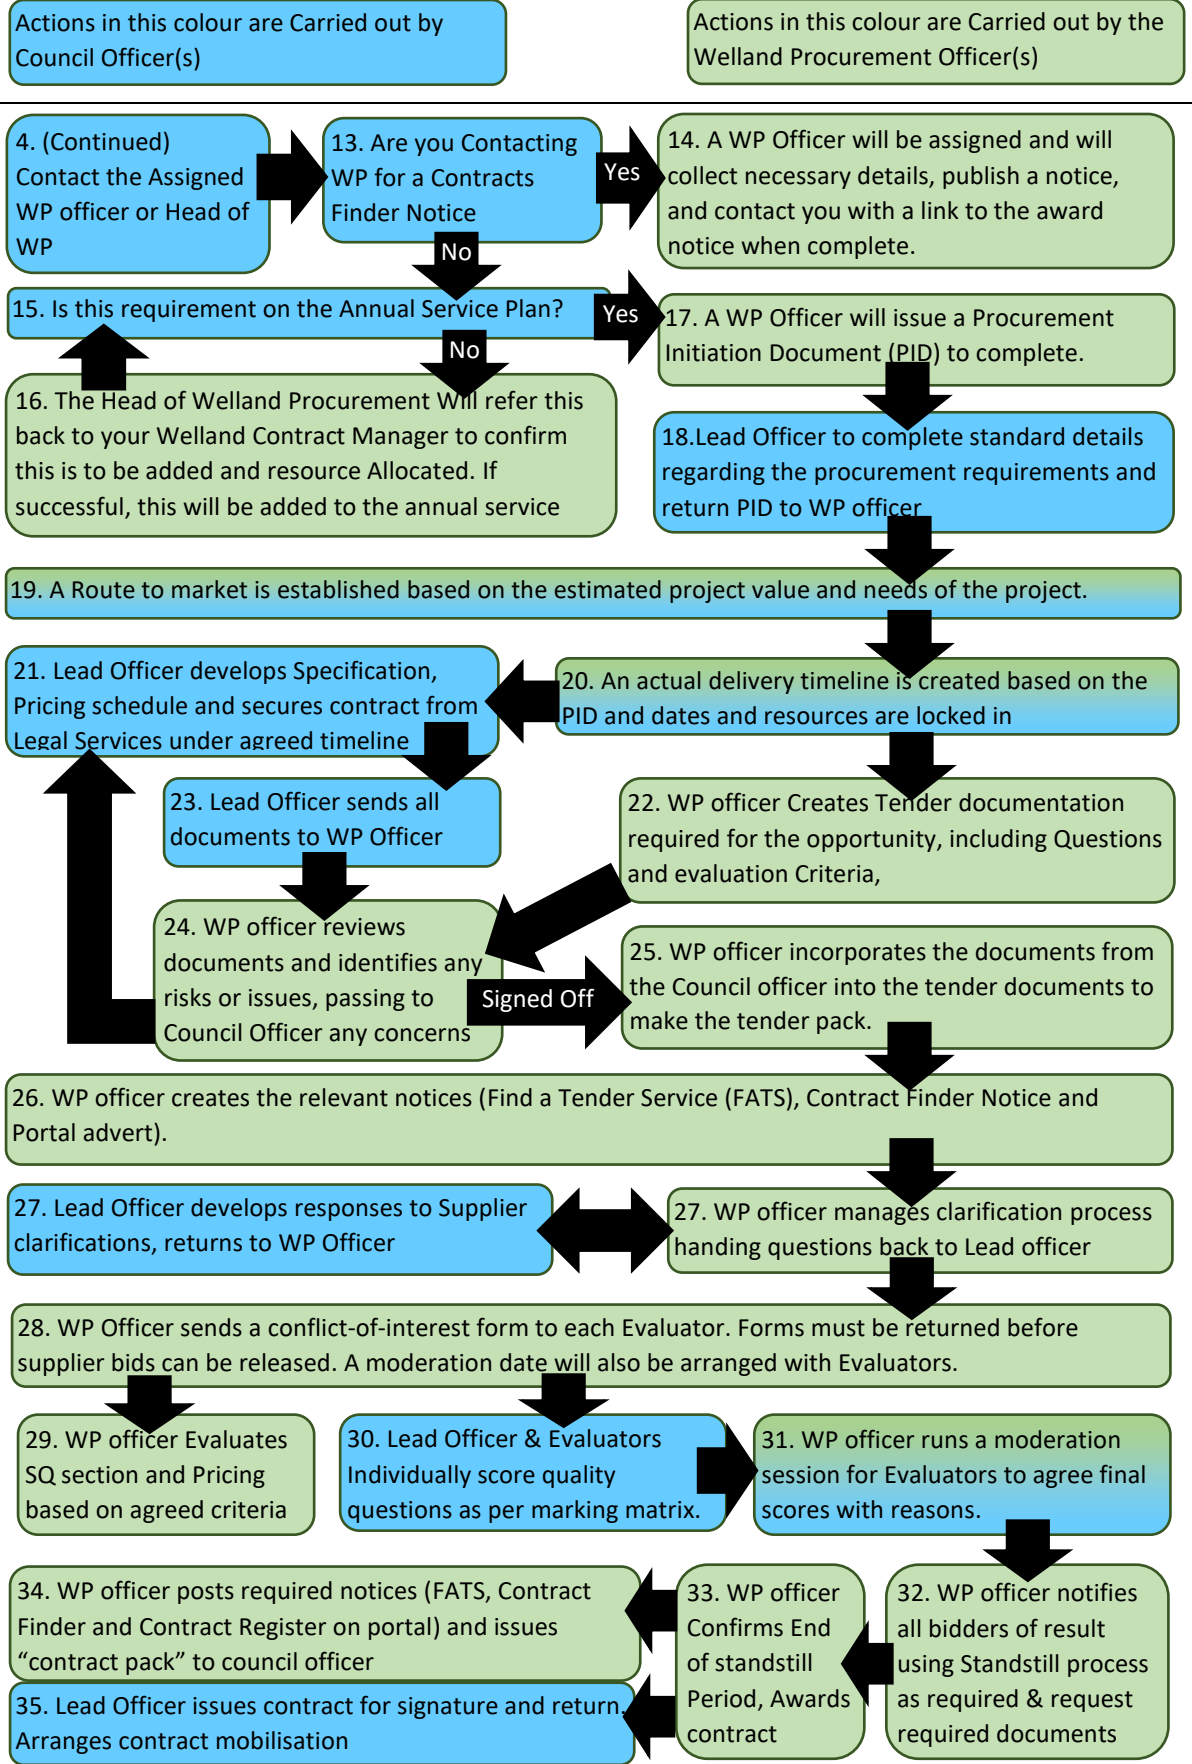 Actions in this colour are Carried out by
Council Officer(s)
Actions in this colour are Carried out by the
Welland Procurement Officer(s)
4. (Continued)
Contact the Assigned
WP officer or Head of
WP
13. Are you Contacting
WP for a Contracts
Finder Notice
Yes
14. A WP Officer will be assigned and will
collect necessary details, publish a notice,
and contact you with a link to the award
notice when complete.
No
15. Is this requirement on the Annual Service Plan?
Yes
17. A WP Officer will issue a Procurement
Initiation Document (PID) to complete.
No
16. The Head of Welland Procurement Will refer this
back to your Welland Contract Manager to confirm
this is to be added and resource Allocated. If
successful, this will be added to the annual service
18.Lead Officer to complete standard details
regarding the procurement requirements and
return PID to WP officer
19. A Route to market is established based on the estimated project value and needs of the project.
21. Lead Officer develops Specification,
Pricing schedule and secures contract from
Legal Services under agreed timeline
20. An actual delivery timeline is created based on the
PID and dates and resources are locked in
23. Lead Officer sends all
documents to WP Officer
22. WP officer Creates Tender documentation
required for the opportunity, including Questions
and evaluation Criteria,
24. WP officer reviews
documents and identifies any
risks or issues, passing to
Council Officer any concerns
Signed Off
25. WP officer incorporates the documents from
the Council officer into the tender documents to
make the tender pack.
26. WP officer creates the relevant notices (Find a Tender Service (FATS), Contract Finder Notice and
Portal advert).
27. Lead Officer develops responses to Supplier
clarifications, returns to WP Officer
27. WP officer manages clarification process
handing questions back to Lead officer
28. WP Officer sends a conflict-of-interest form to each Evaluator. Forms must be returned before
supplier bids can be released. A moderation date will also be arranged with Evaluators.
29. WP officer Evaluates
SQ section and Pricing
based on agreed criteria
30. Lead Officer & Evaluators
Individually score quality
questions as per marking matrix.
31. WP officer runs a moderation
session for Evaluators to agree final
scores with reasons.
34. WP officer posts required notices (FATS, Contract
Finder and Contract Register on portal) and issues
“contract pack” to council officer
33. WP officer
Confirms End
of standstill
Period, Awards
contract
32. WP officer notifies
all bidders of result
using Standstill process
as required & request
required documents
35. Lead Officer issues contract for signature and return.
Arranges contract mobilisation